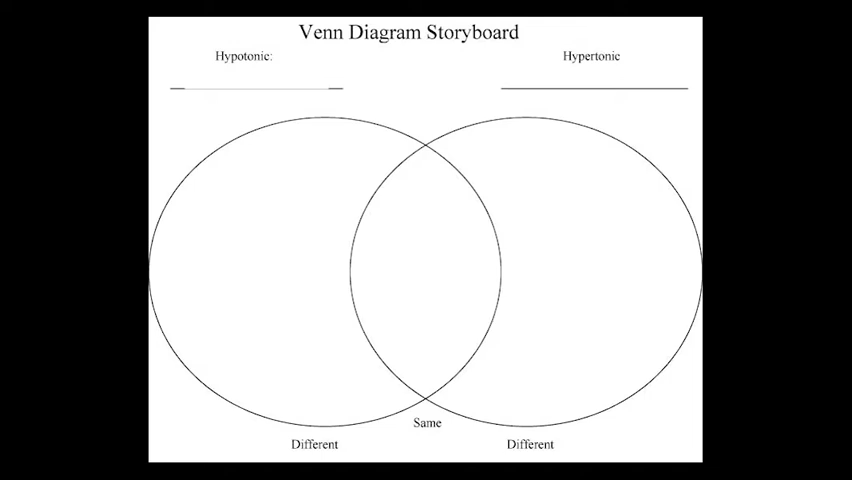 Venn Diagram Storyboard
Hypotonic: Hypertonic
Same
Different Different